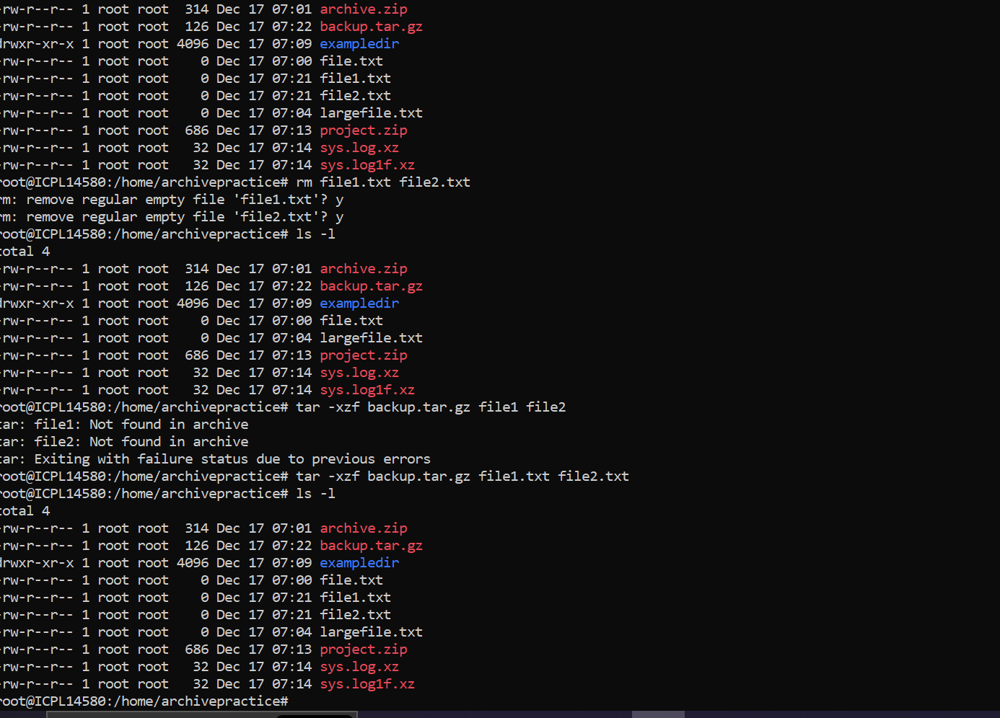 -rw-r--r-- 1 root root  314 Dec 17 07:01 archive.zip
-rw-r--r-- 1 root root  126 Dec 17 07:22 backup.tar.gz
drwxr-xr-x 1 root root 4096 Dec 17 07:09 exampledir
-rw-r--r-- 1 root root    0 Dec 17 07:00 file.txt
-rw-r--r-- 1 root root    0 Dec 17 07:21 file1.txt
-rw-r--r-- 1 root root    0 Dec 17 07:21 file2.txt
-rw-r--r-- 1 root root    0 Dec 17 07:04 largefile.txt
-rw-r--r-- 1 root root  686 Dec 17 07:13 project.zip
-rw-r--r-- 1 root root   32 Dec 17 07:14 sys.log.xz
-rw-r--r-- 1 root root   32 Dec 17 07:14 sys.log1f.xz
root@ICPL14580:/home/archivepractice# rm file1.txt file2.txt
rm: remove regular empty file 'file1.txt'? y
rm: remove regular empty file 'file2.txt'? y
root@ICPL14580:/home/archivepractice# ls -l
total 4
-rw-r--r-- 1 root root  314 Dec 17 07:01 archive.zip
-rw-r--r-- 1 root root  126 Dec 17 07:22 backup.tar.gz
drwxr-xr-x 1 root root 4096 Dec 17 07:09 exampledir
-rw-r--r-- 1 root root    0 Dec 17 07:00 file.txt
-rw-r--r-- 1 root root    0 Dec 17 07:04 largefile.txt
-rw-r--r-- 1 root root  686 Dec 17 07:13 project.zip
-rw-r--r-- 1 root root   32 Dec 17 07:14 sys.log.xz
-rw-r--r-- 1 root root   32 Dec 17 07:14 sys.log1f.xz
root@ICPL14580:/home/archivepractice# tar -xzf backup.tar.gz file1 file2
tar: file1: Not found in archive
tar: file2: Not found in archive
tar: Exiting with failure status due to previous errors
root@ICPL14580:/home/archivepractice# tar -xzf backup.tar.gz file1.txt file2.txt
root@ICPL14580:/home/archivepractice# ls -l
total 4
-rw-r--r-- 1 root root  314 Dec 17 07:01 archive.zip
-rw-r--r-- 1 root root  126 Dec 17 07:22 backup.tar.gz
drwxr-xr-x 1 root root 4096 Dec 17 07:09 exampledir
-rw-r--r-- 1 root root    0 Dec 17 07:00 file.txt
-rw-r--r-- 1 root root    0 Dec 17 07:21 file1.txt
-rw-r--r-- 1 root root    0 Dec 17 07:21 file2.txt
-rw-r--r-- 1 root root    0 Dec 17 07:04 largefile.txt
-rw-r--r-- 1 root root  686 Dec 17 07:13 project.zip
-rw-r--r-- 1 root root   32 Dec 17 07:14 sys.log.xz
-rw-r--r-- 1 root root   32 Dec 17 07:14 sys.log1f.xz
root@ICPL14580:/home/archivepractice#